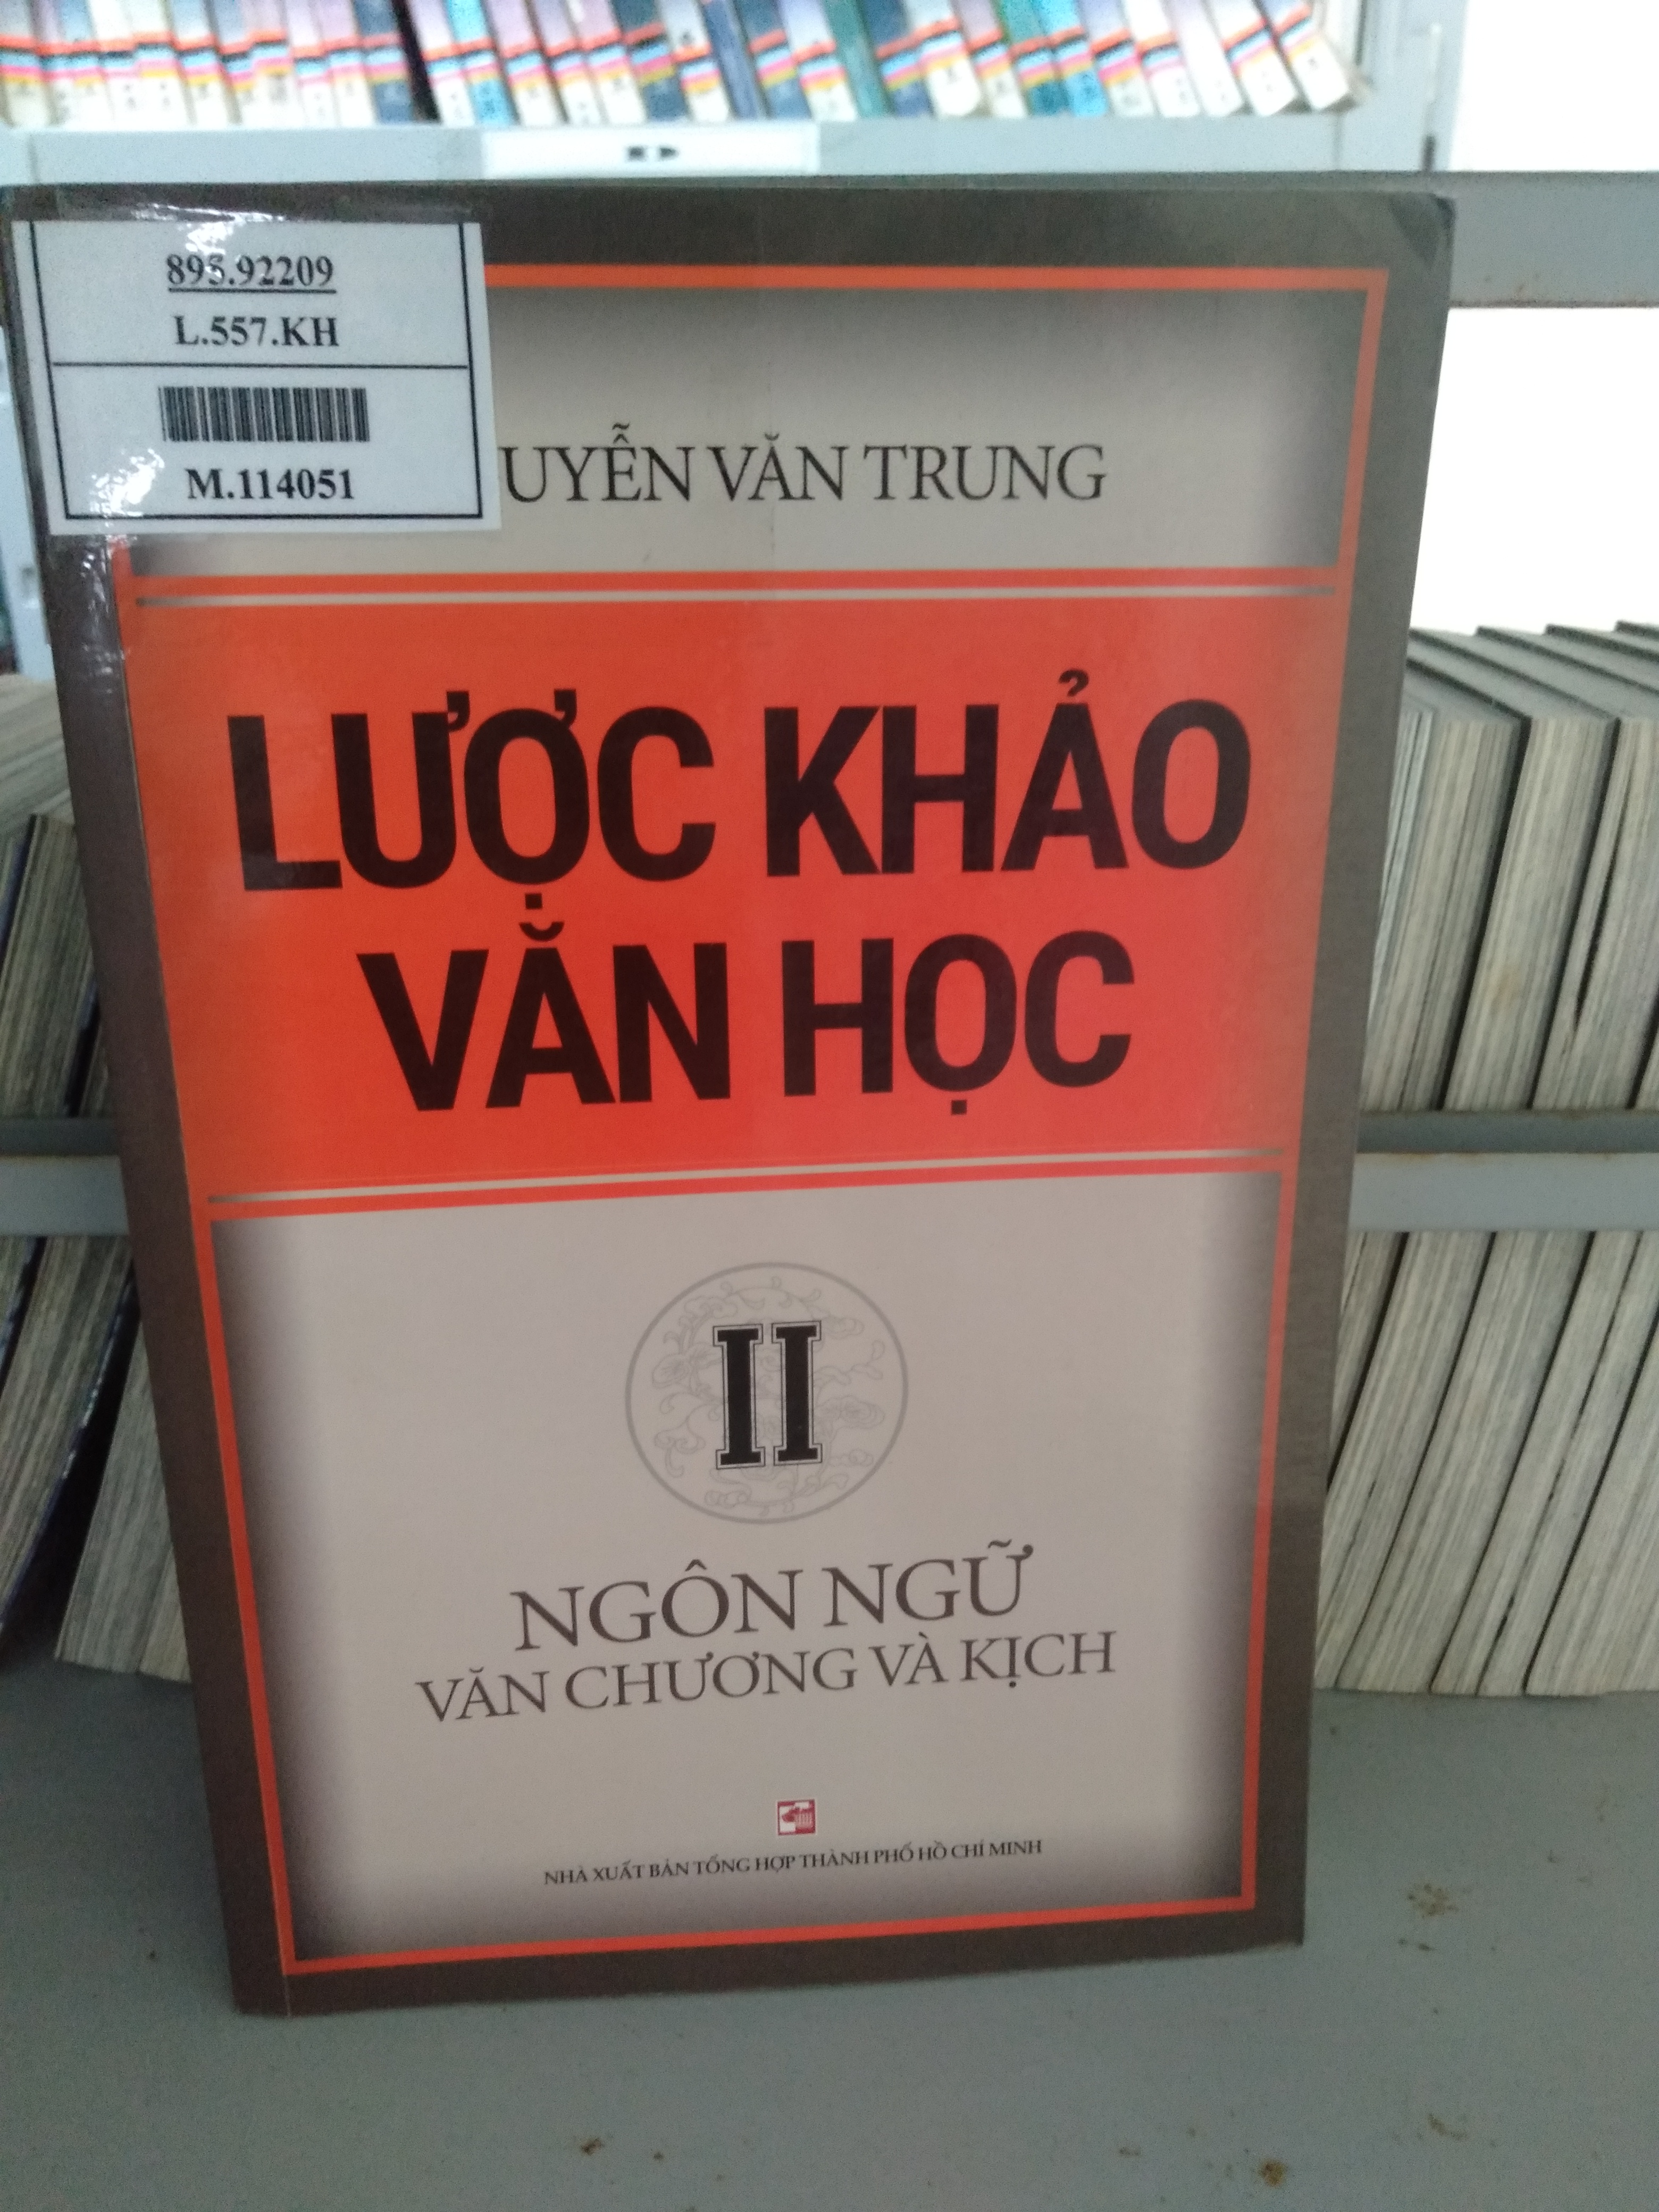 895.92209
L.557.KH
M.114051
UYỄN VĂN TRUNG
LƯỢC KHẢO
VĂN HỌC
II
NGÔN NGỮ
VĂN CHƯƠNG VÀ KỊCH
NHÀ XUẤT BẢN TỔNG HỢP THÀNH PHỐ HỒ CHÍ MINH